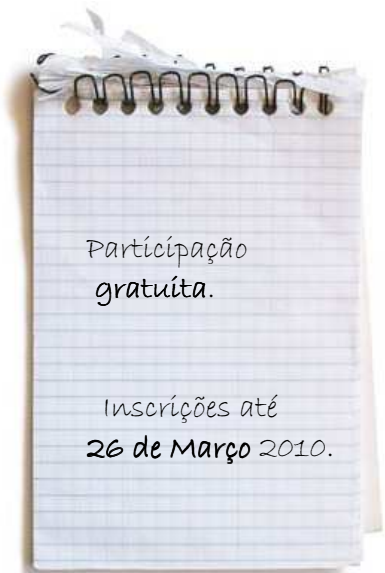 Participação
gratuita.
Inscrições até
26 de Março 2010.